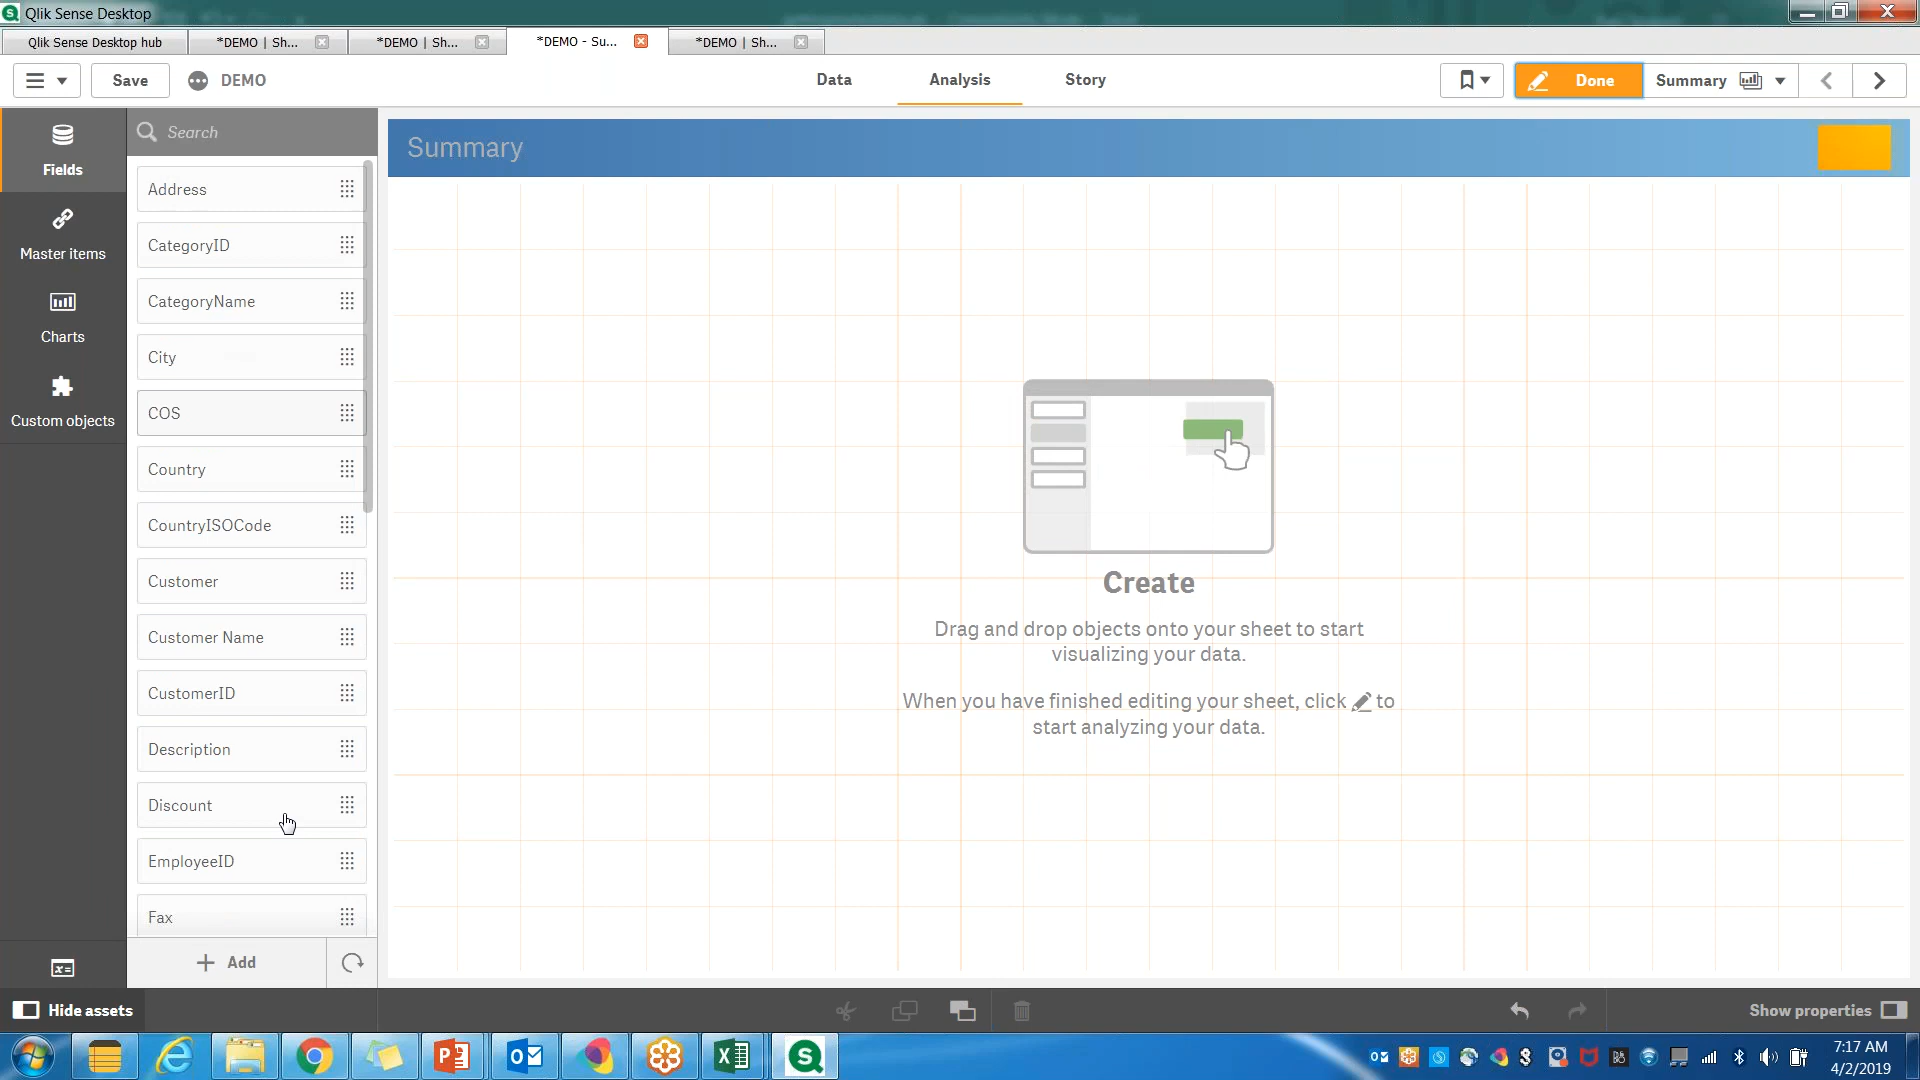 Qlik Sense Desktop
Qlik Sense Desktop hub
*DEMO | Sh...
*DEMO | Sh...
*DEMO - Su...
*DEMO | Sh...
Save
DEMO
Data
Analysis
Story
Done
Summary
Fields
Master items
Charts
Custom objects
Search
Address
CategoryID
CategoryName
City
COS
Country
CountryISOCode
Customer
Customer Name
CustomerID
Description
Discount
EmployeeID
Fax
Add
Summary
Create
Drag and drop objects onto your sheet to start
visualizing your data.
When you have finished editing your sheet, click to
start analyzing your data.
Hide assets
Show properties
7:17 AM
4/2/2019